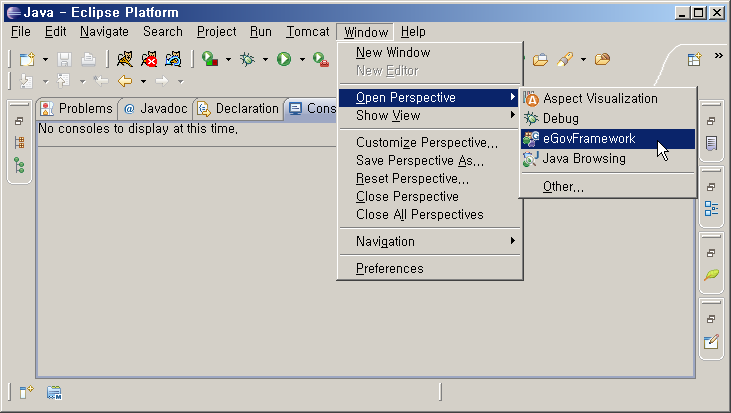 Java - Eclipse Platform
File Edit Navigate Search Project Run Tomcat Window Help
New Window
New Editor
Open Perspective
Show View
Customize Perspective...
Save Perspective As...
Reset Perspective...
Close Perspective
Close All Perspectives
Navigation
Preferences
Aspect Visualization
Debug
eGovFramework
Java Browsing
Other...
Problems @ Javadoc Declaration Cons
No consoles to display at this time.